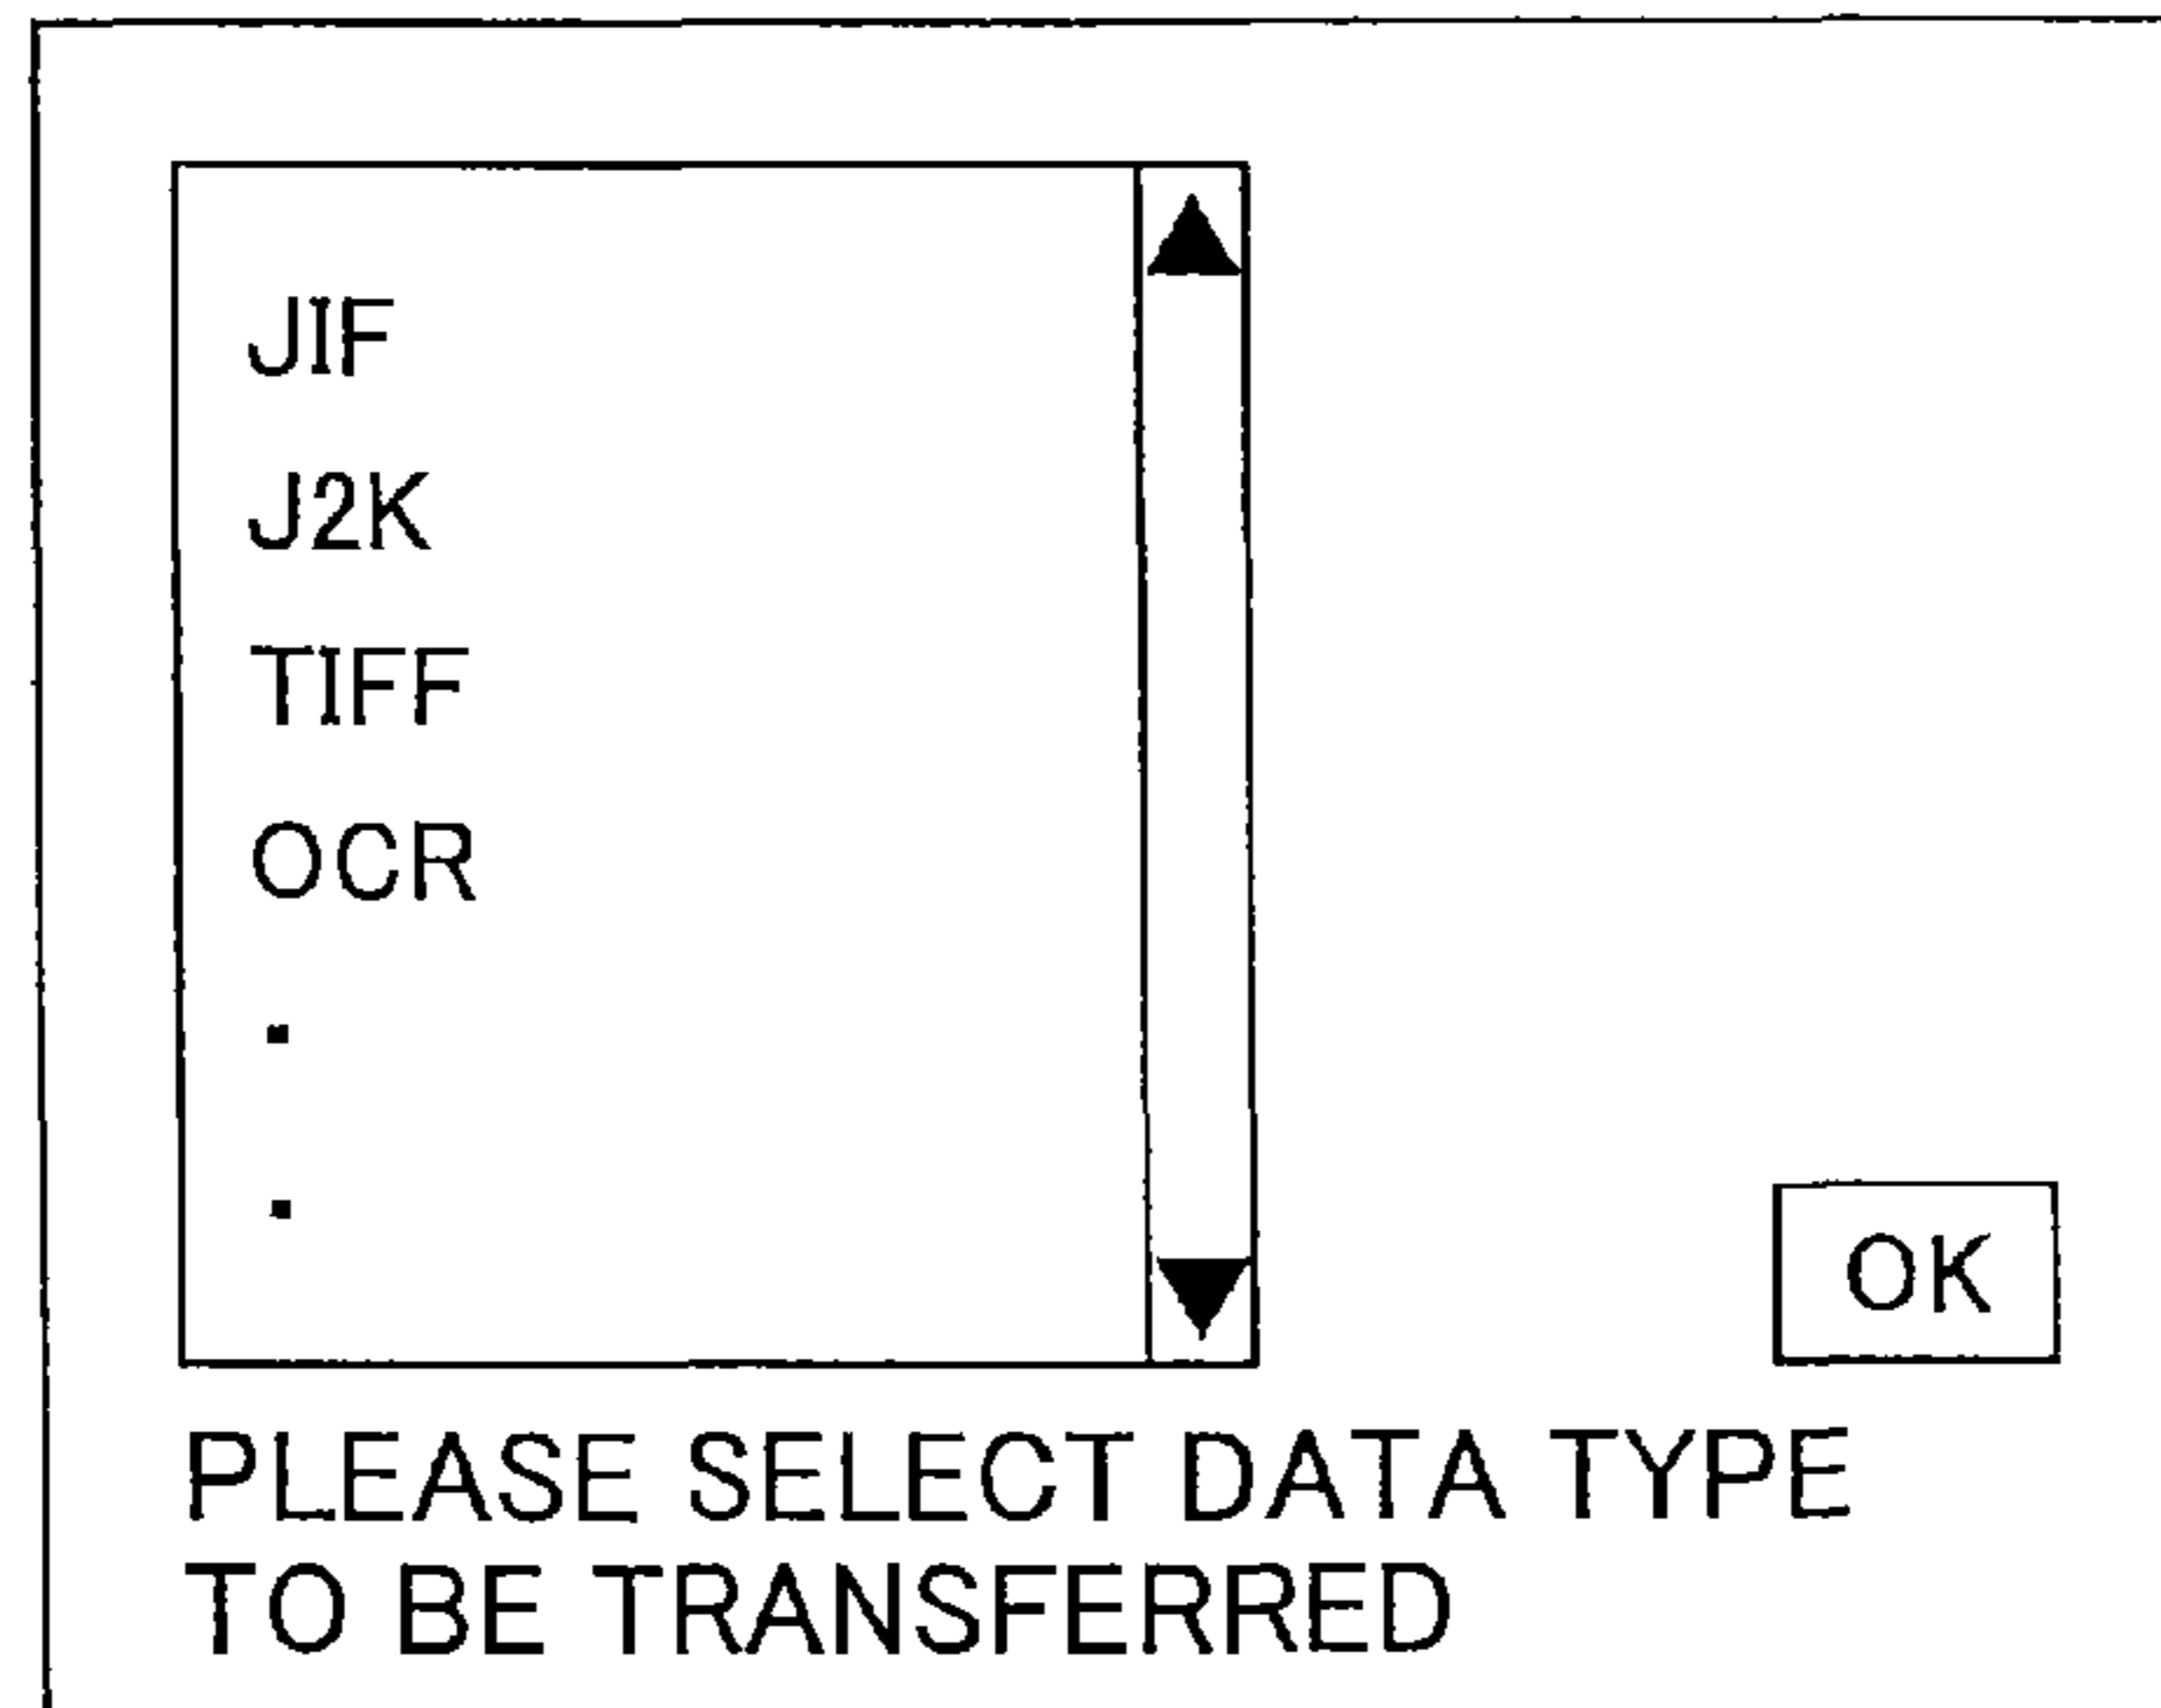 JIF
J2K
TIFF
OCR
.
.
OK
PLEASE SELECT DATA TYPE
TO BE TRANSFERRED